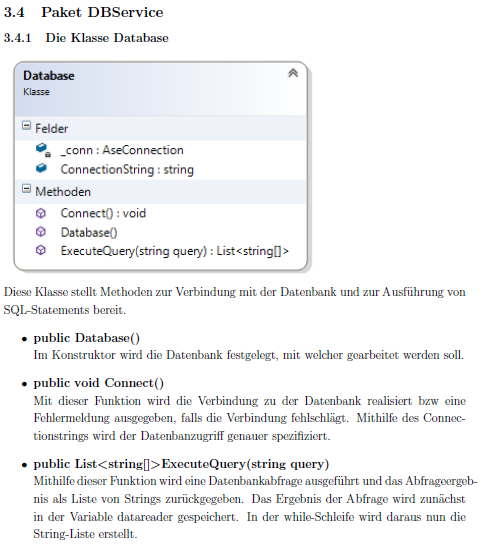 3.4 Paket DBService
3.4.1 Die Klasse Database
Database
Klasse
Felder
_conn : AseConnection
ConnectionString : string
Methoden
Connect() : void
Database()
ExecuteQuery(string query) : List<string[]>
Diese Klasse stellt Methoden zur Verbindung mit der Datenbank und zur Ausführung von
SQL-Statements bereit.
• public Database()
Im Konstruktor wird die Datenbank festgelegt, mit welcher gearbeitet werden soll.
• public void Connect()
Mit dieser Funktion wird die Verbindung zu der Datenbank realisiert bzw eine
Fehlermeldung ausgegeben, falls die Verbindung fehlschlägt. Mithilfe des Connec-
tionstrings wird der Datenbanzugriff genauer spezifiziert.
• public List<string[]>ExecuteQuery(string query)
Mithilfe dieser Funktion wird eine Datenbankabfrage ausgeführt und das Abfrageergeb-
nis als Liste von Strings zurückgegeben. Das Ergebnis der Abfrage wird zunächst
in der Variable datareader gespeichert. In der while-Schleife wird daraus nun die
String-Liste erstellt.